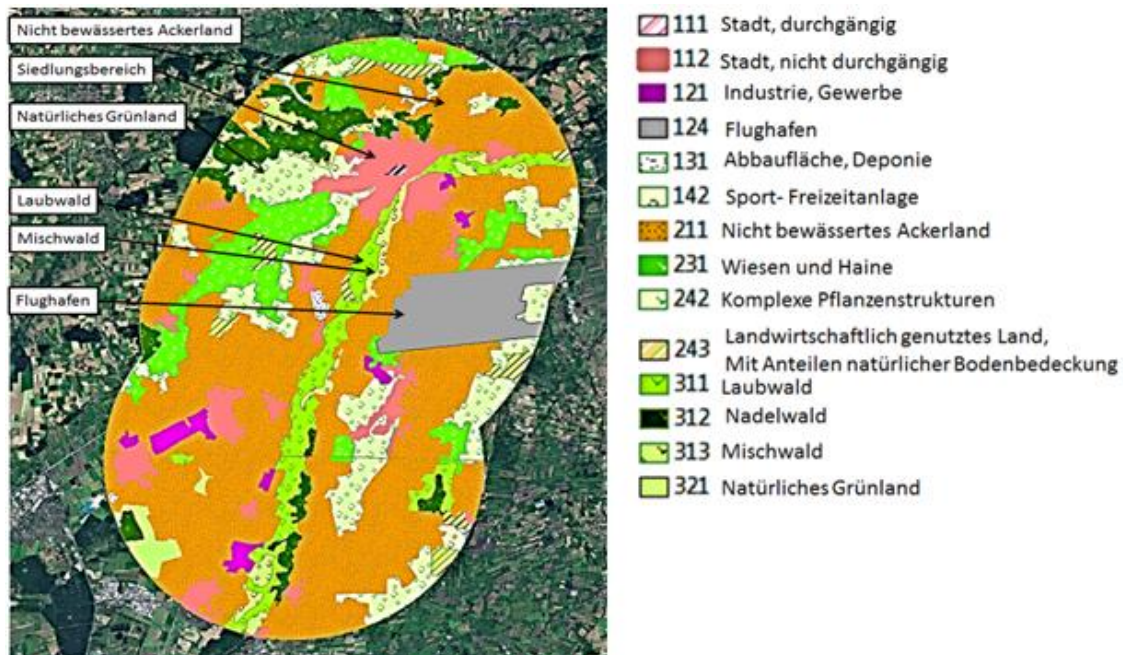 Nicht bewässertes Ackerland
Siedlungsbereich
Natürliches Grünland
Laubwald
Mischwald
Flughafen
111 Stadt, durchgängig
112 Stadt, nicht durchgängig
121 Industrie, Gewerbe
124 Flughafen
131 Abbaufläche, Deponie
142 Sport- Freizeitanlage
211 Nicht bewässertes Ackerland
231 Wiesen und Haine
242 Komplexe Pflanzenstrukturen
243 Landwirtschaftlich genutztes Land,
Mit Anteilen natürlicher Bodenbedeckung
311 Laubwald
312 Nadelwald
313 Mischwald
321 Natürliches Grünland